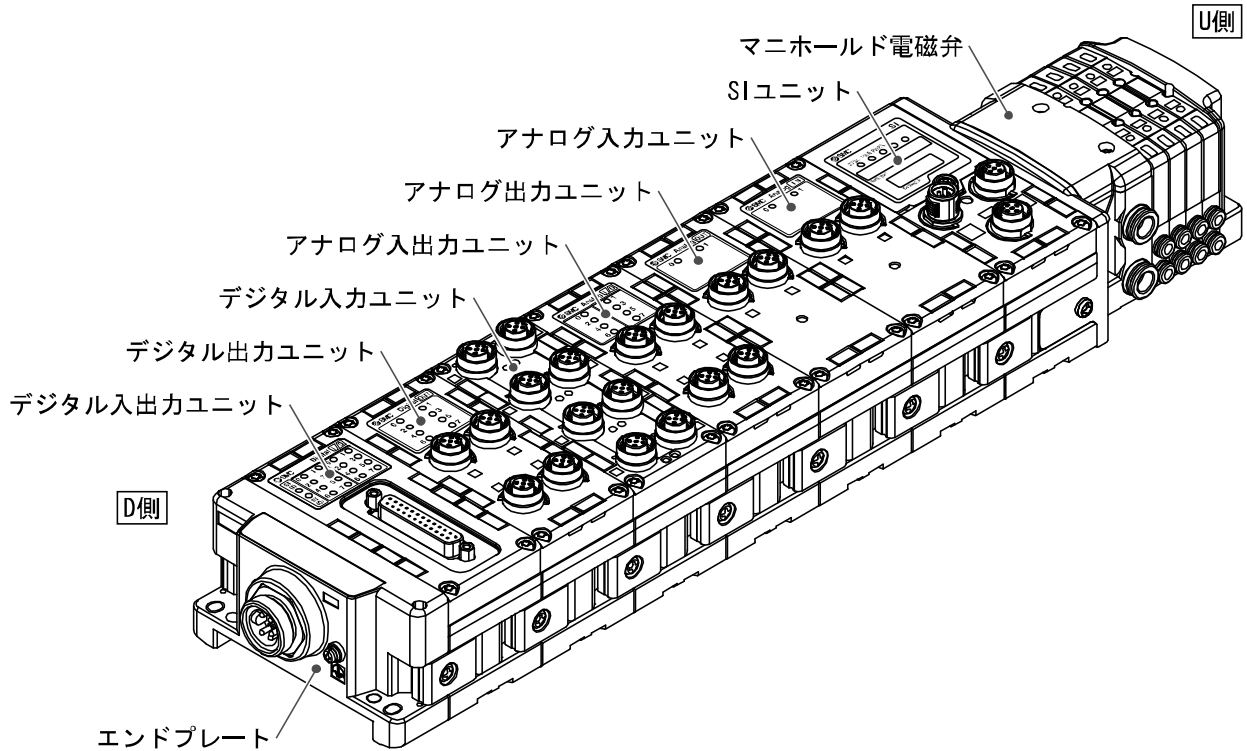 U側
マニホールド電磁弁
SIユニット
アナログ入力ユニット
アナログ出力ユニット
アナログ入出力ユニット
デジタル入力ユニット
デジタル出力ユニット
デジタル入出力ユニット
D側
エンドプレート